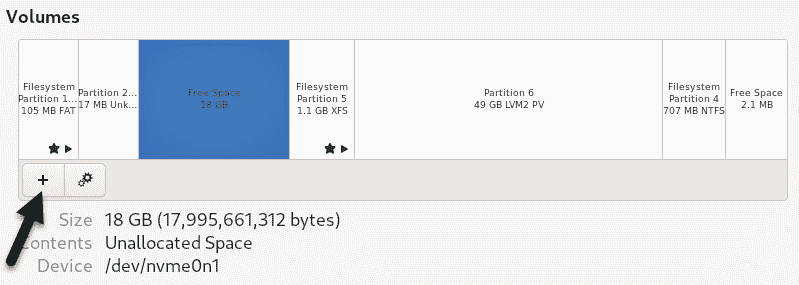 Volumes
Filesystem
Partition 1...
105 MB FAT
Partition 2...
17 MB Unk...
Free Space
18 GB
Filesystem
Partition 5
1.1 GB XFS
Partition 6
49 GB LVM2 PV
Filesystem
Partition 4
707 MB NTFS
Free Space
2.1 MB
Size 18 GB (17,995,661,312 bytes)
Contents Unallocated Space
Device /dev/nvme0n1